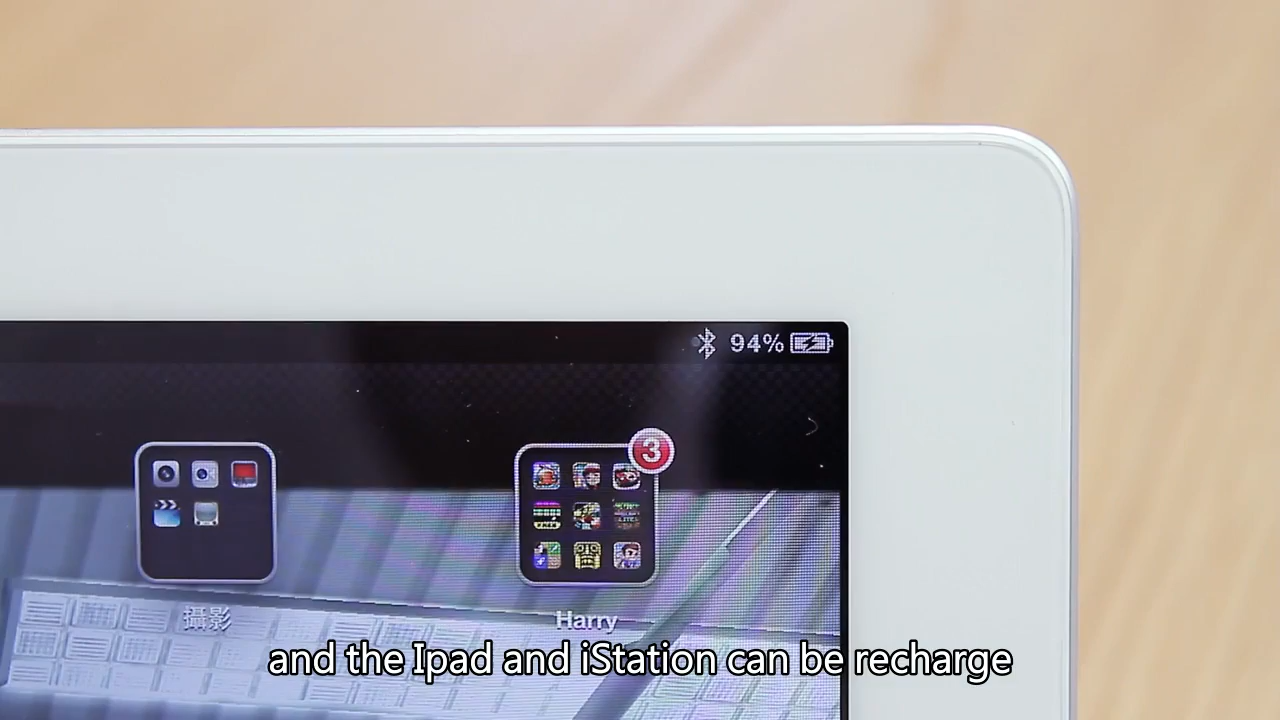 94%
3
攝影
Harry
and the Ipad and iStation can be recharge